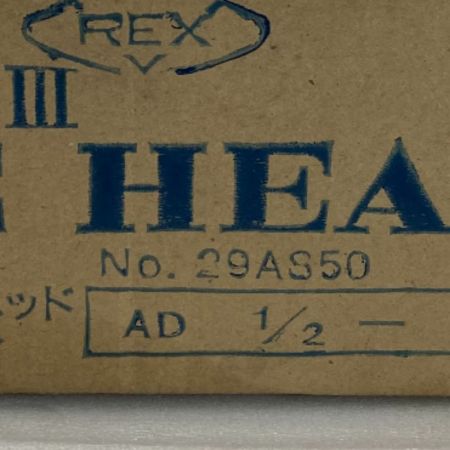 REX
III
E HEA
No. 29AS50
ッド
AD 1/2 —